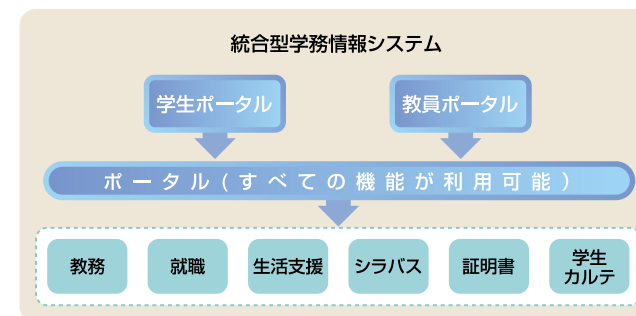 統合型学務情報システム
学生ポータル
教員ポータル
ポータル(すべての機能が利用可能)
教務
就職
生活支援
シラバス
証明書
学生
カルテ